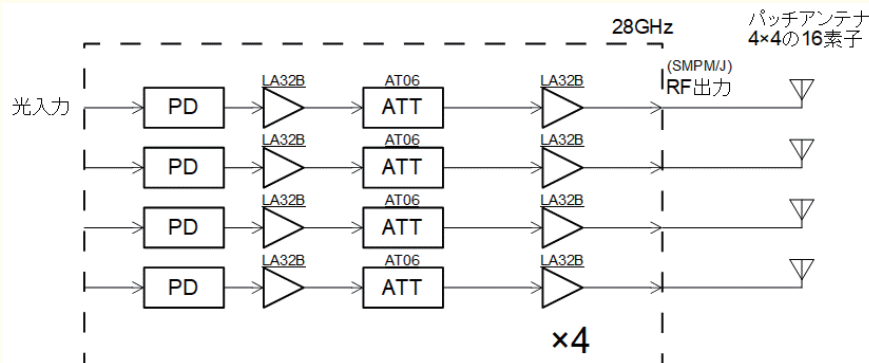 28GHz
パッチアンテナ
4×4の16素子
(SMPM/J)
RF出力
光入力
LA32B
AT06
LA32B
PD
ATT
LA32B
AT06
LA32B
PD
ATT
LA32B
AT06
LA32B
PD
ATT
LA32B
AT06
LA32B
PD
ATT
×4